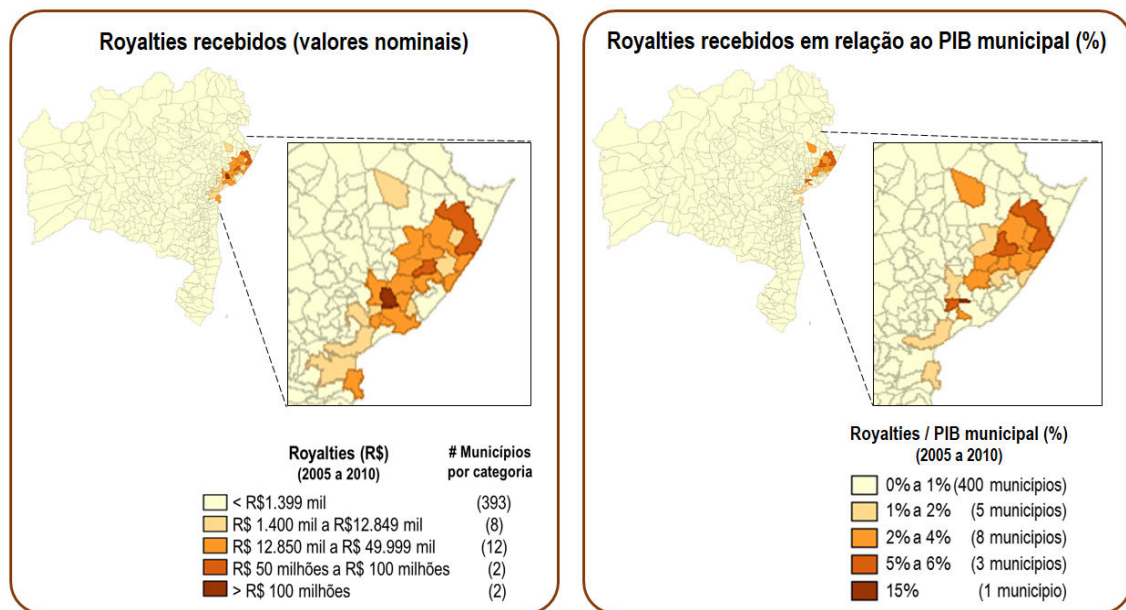 Royalties recebidos (valores nominais)
Royalties (R$)
(2005 a 2010)
# Municípios
por categoria
< R$1.399 mil (393)
R$ 1.400 mil a R$12.849 mil (8)
R$ 12.850 mil a R$ 49.999 mil (12)
R$ 50 milhões a R$ 100 milhões (2)
> R$ 100 milhões (2)
Royalties recebidos em relação ao PIB municipal (%)
Royalties / PIB municipal (%)
(2005 a 2010)
0% a 1% (400 municípios)
1% a 2% (5 municípios)
2% a 4% (8 municípios)
5% a 6% (3 municípios)
15% (1 município)